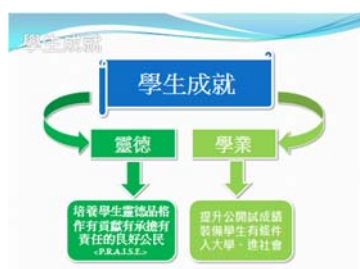 學生成就
學生成就
靈德
學業
培養學生靈德品格
作有貢獻有承擔有
責任的良好公民
<P.R.A.I.S.E.>
提升公開試成績
裝備學生有條件
入大學、進社會